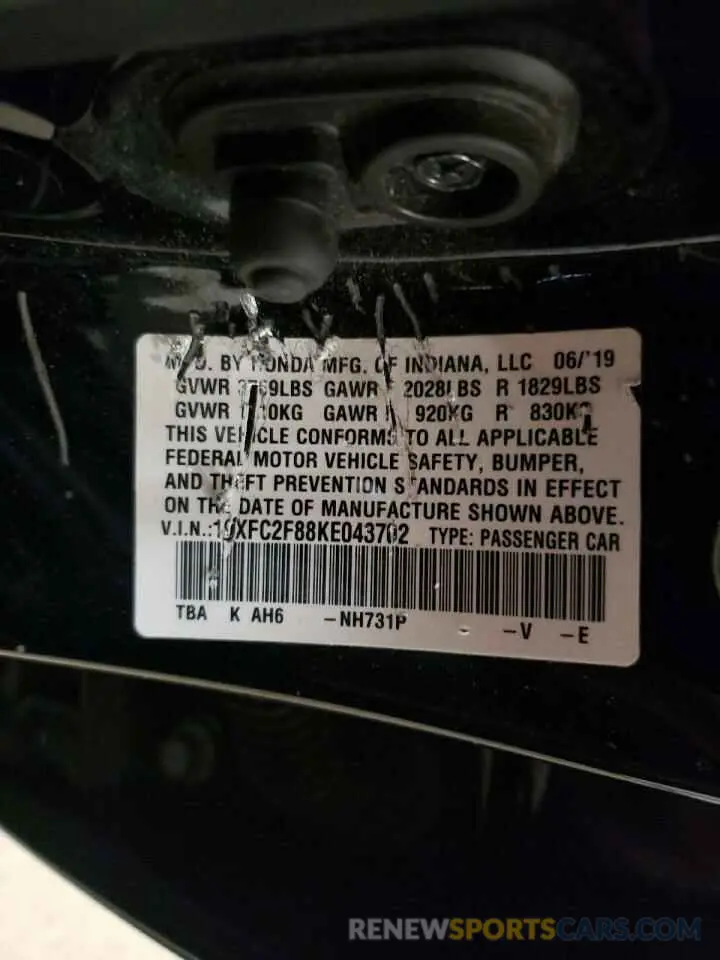 MFD. BY HONDA MFG. OF INDIANA, LLC 06/'19
GVWR LBS GAWR F 2028LBS R 1829LBS
GVWR KG GAWR F 920KG R 830KG
THIS VEHICLE CONFORMS TO ALL APPLICABLE
FEDERAL MOTOR VEHICLE SAFETY, BUMPER,
AND THEFT PREVENTION STANDARDS IN EFFECT
ON THE DATE OF MANUFACTURE SHOWN ABOVE.
V.I.N.:19XFC2F88KE043702 TYPE: PASSENGER CAR
TBA K AH6 -NH731P -V -E
RENEWSPORTSCARS.COM